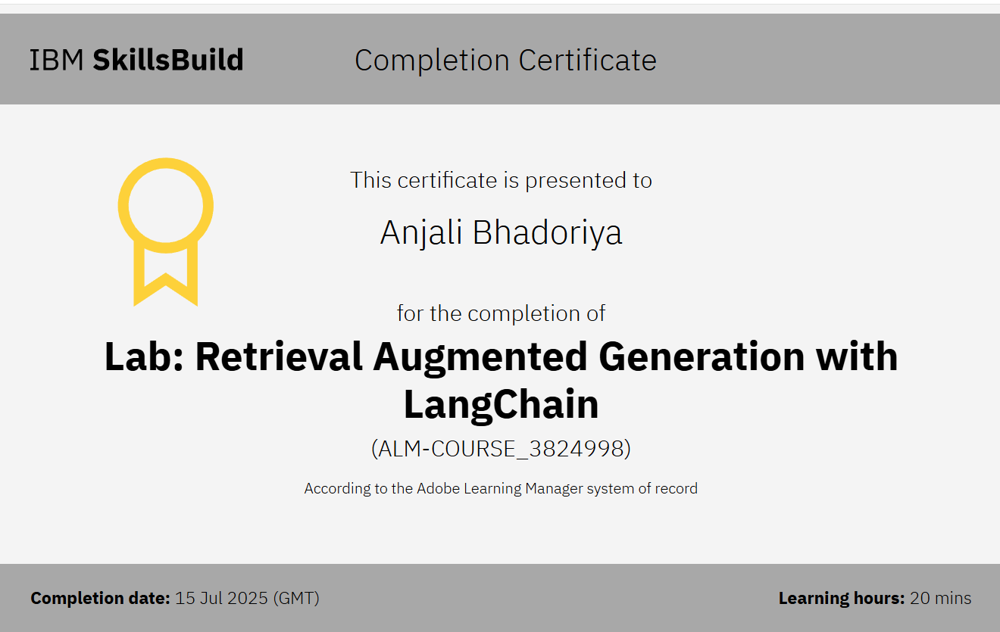 IBM SkillsBuild
Completion Certificate
This certificate is presented to
Anjali Bhadoriya
for the completion of
Lab: Retrieval Augmented Generation with
LangChain
(ALM-COURSE_3824998)
According to the Adobe Learning Manager system of record
Completion date: 15 Jul 2025 (GMT)
Learning hours: 20 mins